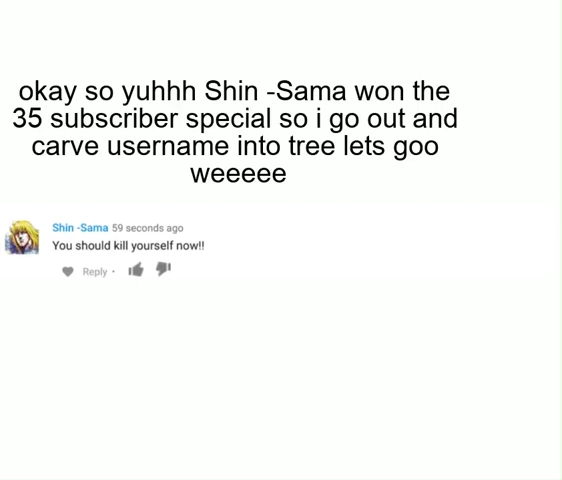 okay so yuhhh Shin -Sama won the
35 subscriber special so i go out and
carve username into tree lets goo
weeeee
Shin -Sama 59 seconds ago
You should kill yourself now!!
Reply •